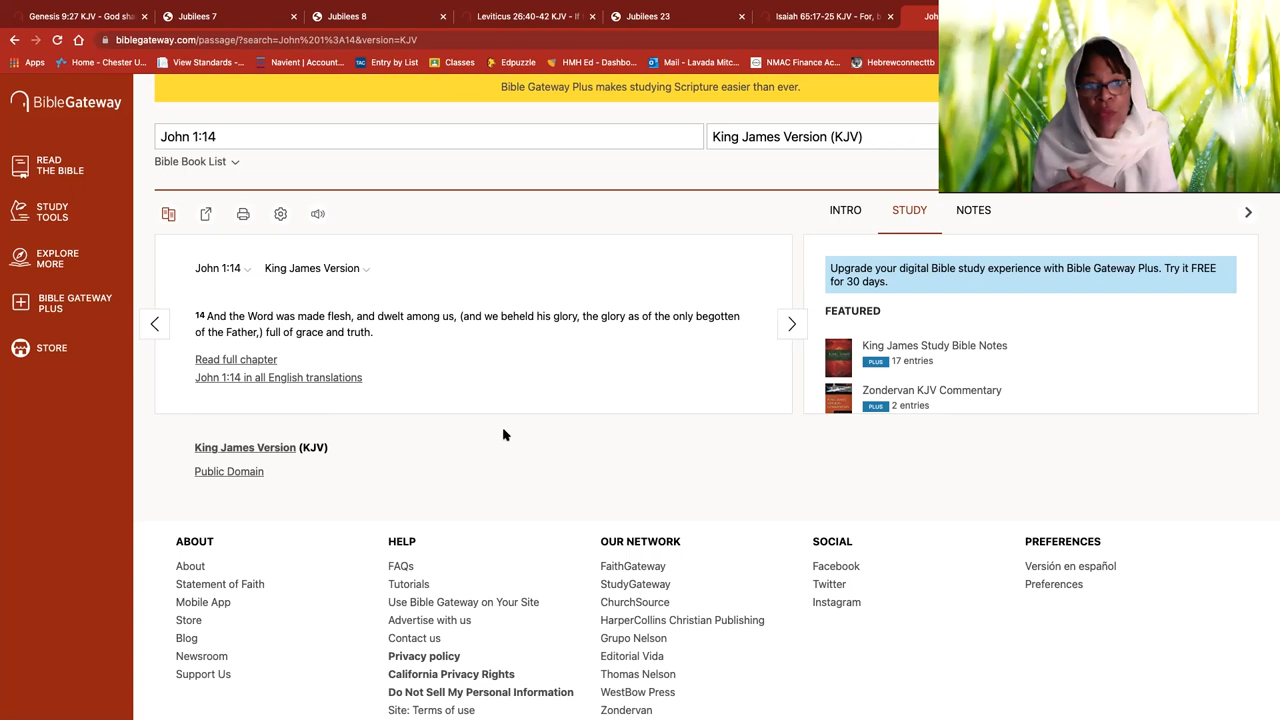 Genesis 9:27 KJV - God sha
Jubilees 7
Jubilees 8
Leviticus 26:40-42 KJV - If
Jubilees 23
Isaiah 65:17-25 KJV - For, b
Joh
biblegateway.com/passage/?search=John%201%3A14&version=KJV
Apps
Home - Chester U...
View Standards -...
Navient | Account...
TAC Entry by List
Classes
Edpuzzle
HMH Ed - Dashbo...
Mail - Lavada Mitc...
NMAC Finance Ac...
Hebrewconnecttb
BibleGateway
Bible Gateway Plus makes studying Scripture easier than ever.
John 1:14
King James Version (KJV)
Bible Book List
READ
THE BIBLE
STUDY
TOOLS
EXPLORE
MORE
BIBLE GATEWAY
PLUS
STORE
INTRO
STUDY
NOTES
John 1:14
King James Version
14 And the Word was made flesh, and dwelt among us, (and we beheld his glory, the glory as of the only begotten
of the Father,) full of grace and truth.
Read full chapter
John 1:14 in all English translations
King James Version (KJV)
Public Domain
Upgrade your digital Bible study experience with Bible Gateway Plus. Try it FREE
for 30 days.
FEATURED
King James Study Bible Notes
PLUS 17 entries
Zondervan KJV Commentary
PLUS 2 entries
ABOUT
About
Statement of Faith
Mobile App
Store
Blog
Newsroom
Support Us
HELP
FAQs
Tutorials
Use Bible Gateway on Your Site
Advertise with us
Contact us
Privacy policy
California Privacy Rights
Do Not Sell My Personal Information
Site: Terms of use
OUR NETWORK
FaithGateway
StudyGateway
ChurchSource
HarperCollins Christian Publishing
Grupo Nelson
Editorial Vida
Thomas Nelson
WestBow Press
Zondervan
SOCIAL
Facebook
Twitter
Instagram
PREFERENCES
Versión en español
Preferences